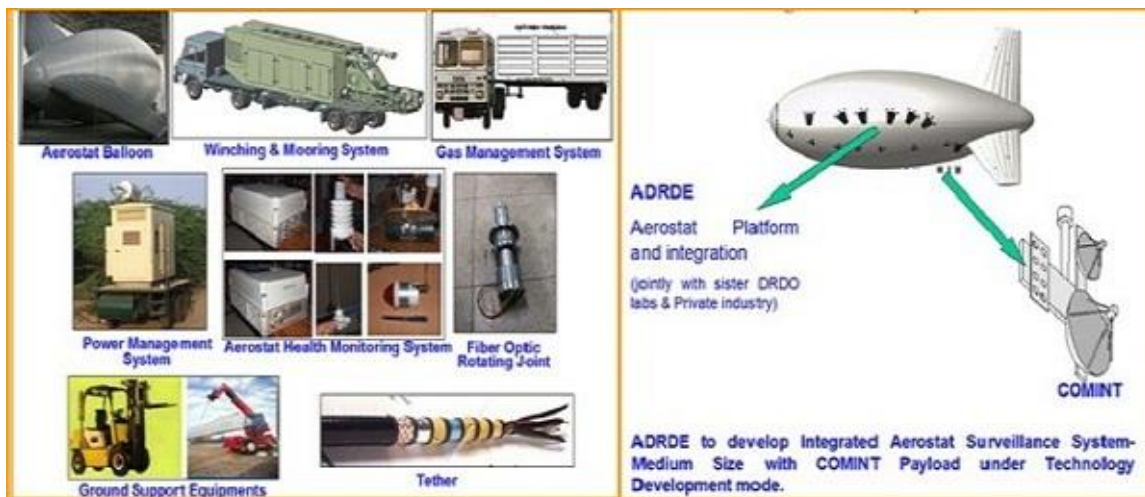 Aerostat Balloon
Winching & Mooring System
Gas Management System
Power Management
System
Aerostat Health Monitoring System
Fiber Optic
Rotating Joint
Ground Support Equipments
Tether
ADRDE
Aerostat Platform
and integration
(jointly with sister DRDO
labs & Private industry)
COMINT
ADRDE to develop Integrated Aerostat Surveillance System-
Medium Size with COMINT Payload under Technology
Development mode.